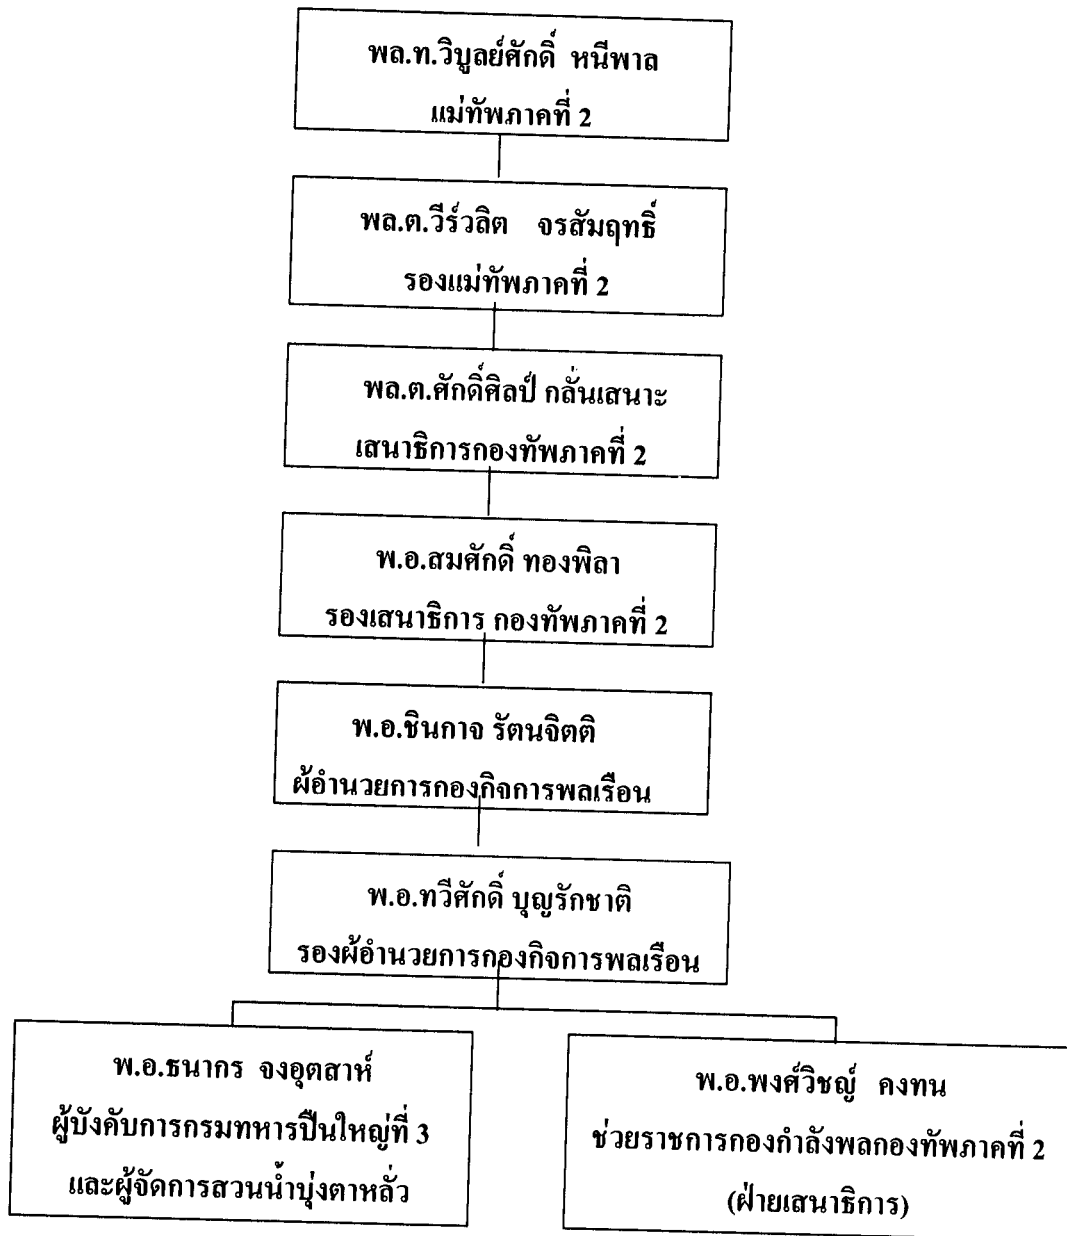 พล.ท.วิบูลย์ศักดิ์ หนีพาล
แม่ทัพภาคที่ 2
พล.ต.วีร์วลิต จรสัมฤทธิ์
รองแม่ทัพภาคที่ 2
พล.ต.ศักดิ์ศิลป์ กลั่นเสนาะ
เสนาธิการกองทัพภาคที่ 2
พ.อ.สมศักดิ์ ทองพิลา
รองเสนาธิการ กองทัพภาคที่ 2
พ.อ.ชินกาจ รัตนจิตติ
ผู้อำนวยการกองกิจการพลเรือน
พ.อ.ทวีศักดิ์ บุญรักชาติ
รองผู้อำนวยการกองกิจการพลเรือน
พ.อ.ธนากร จงอุตสาห์
ผู้บังคับการกรมทหารปืนใหญ่ที่ 3
และผู้จัดการสวนน้ำบุ่งตาหลั่ว
พ.อ.พงศ์วิชญ์ คงทน
ช่วยราชการกองกำลังพลกองทัพภาคที่ 2
(ฝ่ายเสนาธิการ)